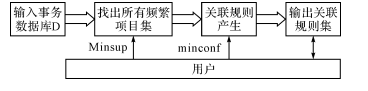 输入事务
数据库D
找出所有频繁
项目集
关联规则
产生
输出关联
规则集
Minsup
minconf
用户